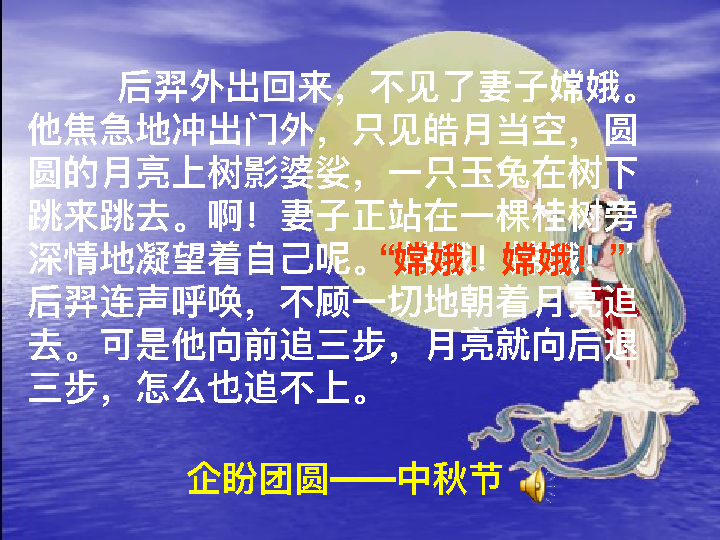 后羿外出回来，不见了妻子嫦娥。
他焦急地冲出门外，只见皓月当空，圆
圆的月亮上树影婆娑，一只玉兔在树下
跳来跳去。啊！妻子正站在一棵桂树旁
深情地凝望着自己呢。“嫦娥！嫦娥！”
后羿连声呼唤，不顾一切地朝着月亮追
去。可是他向前追三步，月亮就向后退
三步，怎么也追不上。
企盼团圆——中秋节